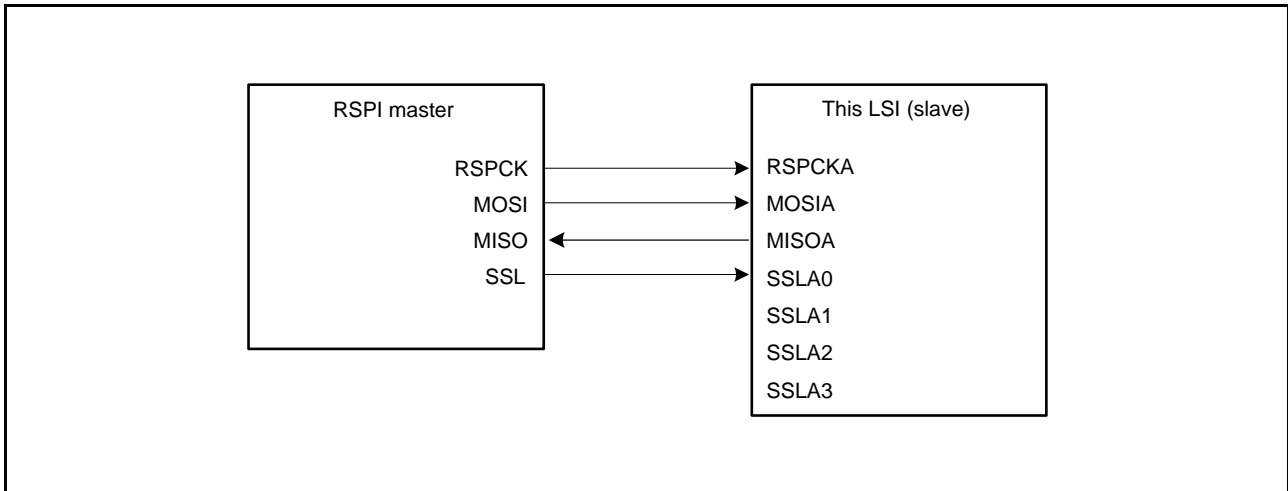 RSPI master
RSPCK
MOSI
MISO
SSL
This LSI (slave)
RSPCKA
MOSIA
MISOA
SSLA0
SSLA1
SSLA2
SSLA3